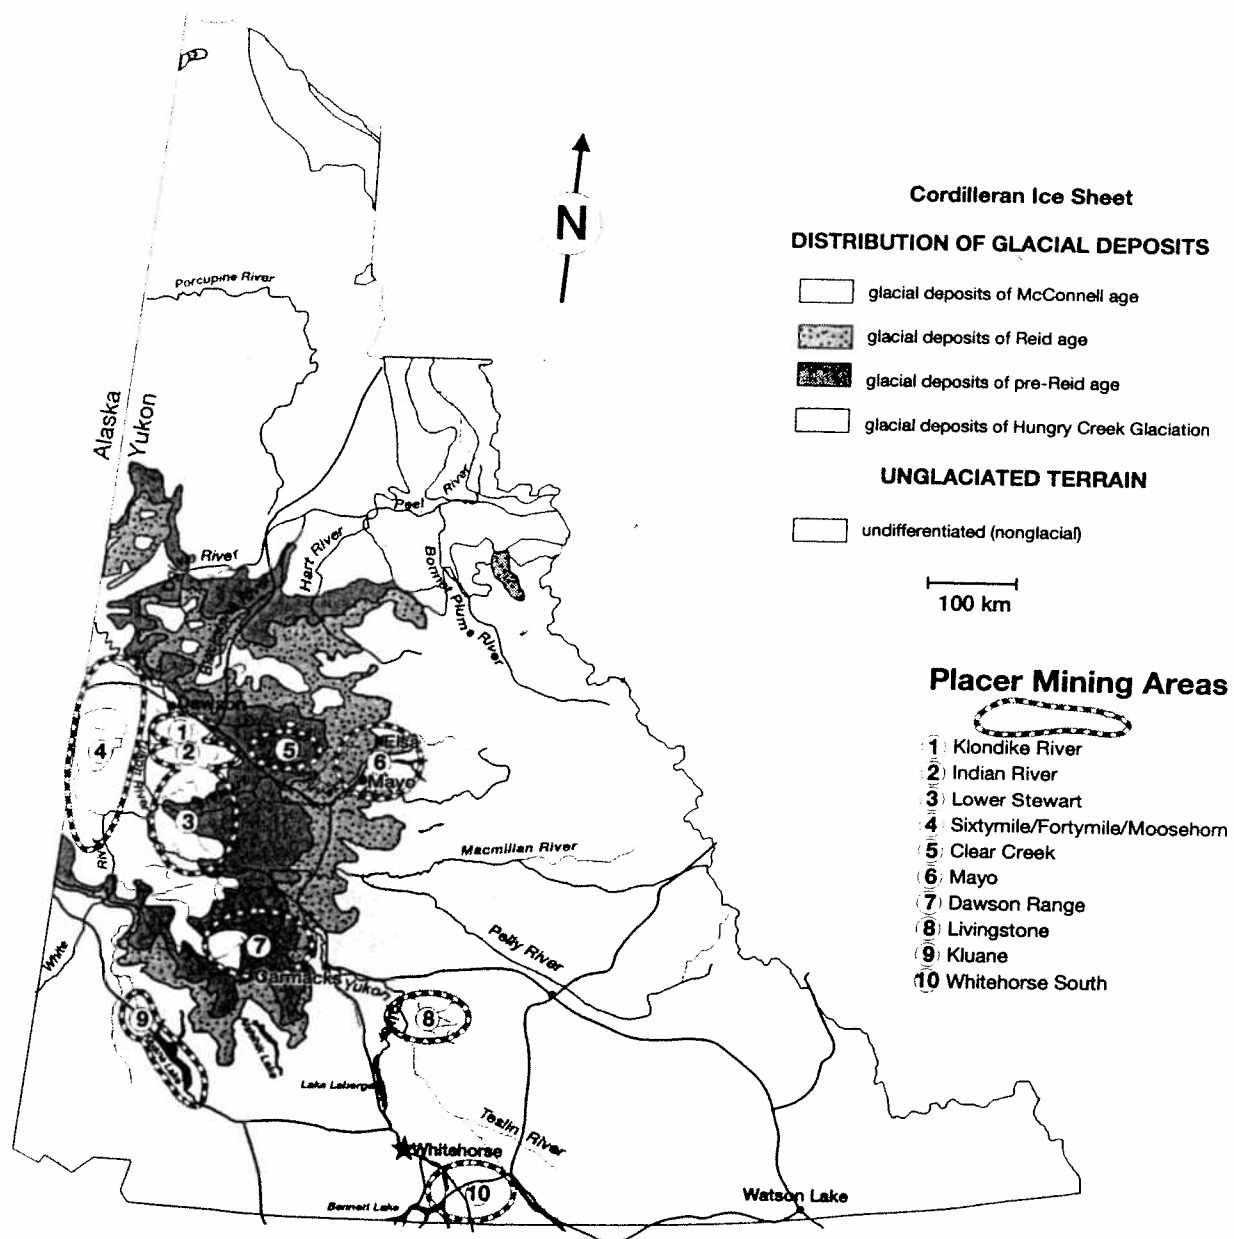 Cordilleran Ice Sheet
DISTRIBUTION OF GLACIAL DEPOSITS
glacial deposits of McConnell age
glacial deposits of Reid age
glacial deposits of pre-Reid age
glacial deposits of Hungry Creek Glaciation
UNGLACIATED TERRAIN
undifferentiated (nonglacial)
100 km
Placer Mining Areas
1 Klondike River
2 Indian River
3 Lower Stewart
4 Sixtymile/Fortymile/Moosehorn
5 Clear Creek
6 Mayo
7 Dawson Range
8 Livingstone
9 Kluane
10 Whitehorse South
N
Porcupine River
Alaska
Yukon
Peel River
River
Hart River
Bonnet Plume River
Dawson
1
2
3
4
5
Elsa
6
Mayo
Macmillan River
Pelly River
White
7
Carmacks
Yukon
8
9
Lake Laberge
Teslin River
Whitehorse
10
Bennett Lake
Watson Lake